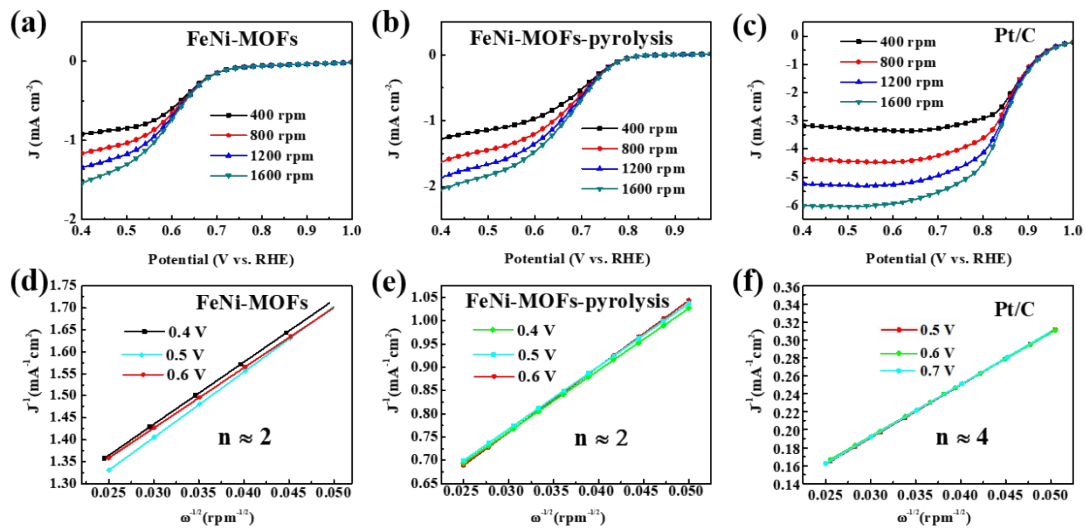 (a) FeNi-MOFs
J (mA cm⁻²)
0
-1
-2
400 rpm
800 rpm
1200 rpm
1600 rpm
0.4 0.5 0.6 0.7 0.8 0.9 1.0
Potential (V vs. RHE)
(b) FeNi-MOFs-pyrolysis
J (mA cm⁻²)
0
-1
-2
400 rpm
800 rpm
1200 rpm
1600 rpm
0.4 0.5 0.6 0.7 0.8 0.9
Potential (V vs. RHE)
(c) Pt/C
J (mA cm⁻²)
0
-1
-2
-3
-4
-5
-6
400 rpm
800 rpm
1200 rpm
1600 rpm
0.4 0.5 0.6 0.7 0.8 0.9 1.0
Potential (V vs. RHE)
(d) FeNi-MOFs
J⁻¹(mA⁻¹ cm²)
1.70
1.65
1.60
1.55
1.50
1.45
1.40
1.35
1.30
0.4 V
0.5 V
0.6 V
n ≈ 2
0.025 0.030 0.035 0.040 0.045 0.050
ω⁻¹/²(rpm⁻¹/²)
(e) FeNi-MOFs-pyrolysis
J⁻¹(mA⁻¹ cm²)
1.05
1.00
0.95
0.90
0.85
0.80
0.75
0.70
0.65
0.4 V
0.5 V
0.6 V
n ≈ 2
0.025 0.030 0.035 0.040 0.045 0.050
ω⁻¹/²(rpm⁻¹/²)
(f) Pt/C
J⁻¹(mA⁻¹ cm²)
0.36
0.34
0.32
0.30
0.28
0.26
0.24
0.22
0.20
0.18
0.16
0.14
0.5 V
0.6 V
0.7 V
n ≈ 4
0.025 0.030 0.035 0.040 0.045 0.050
ω⁻¹/²(rpm⁻¹/²)